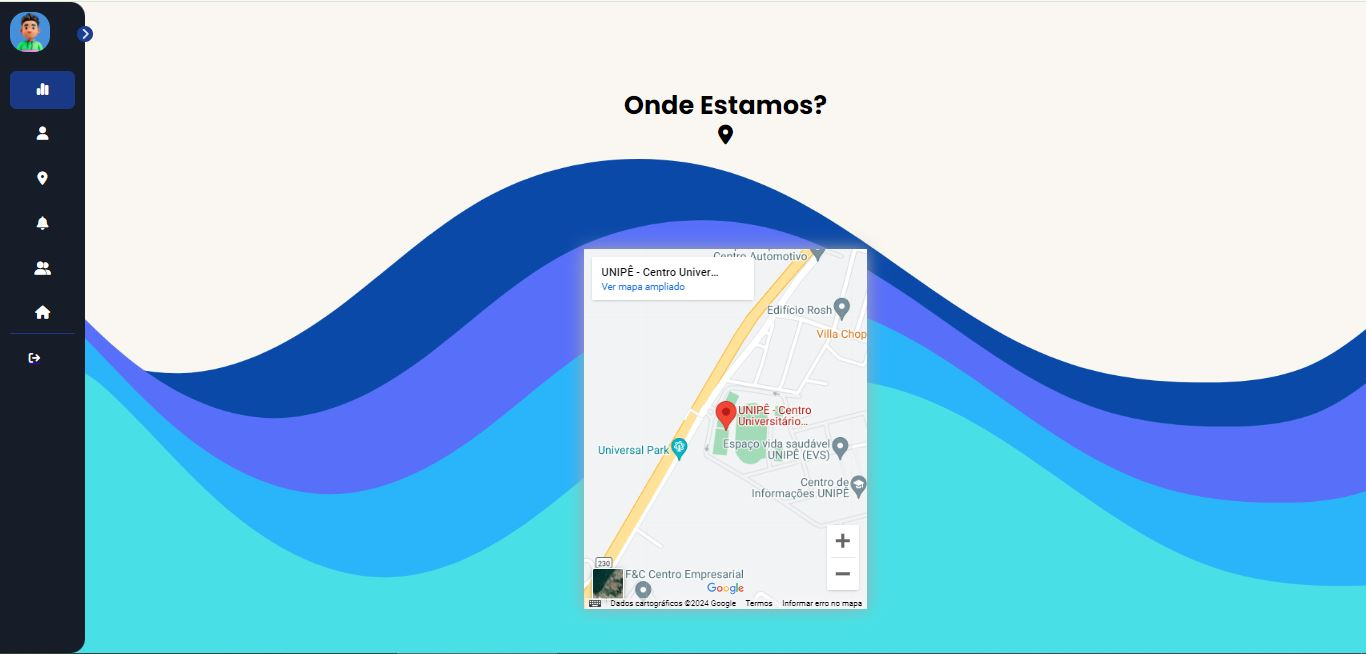 Onde Estamos?
Centro Automotivo
UNIPÊ - Centro Univer...
Ver mapa ampliado
Edifício Rosh
Villa Chop
UNIPÊ - Centro
Universitário...
Espaço vida saudável
UNIPÊ (EVS)
Universal Park
Centro de
Informações UNIPÊ
230
F&C Centro Empresarial
Google
Dados cartográficos ©2024 Google Termos Informar erro no mapa